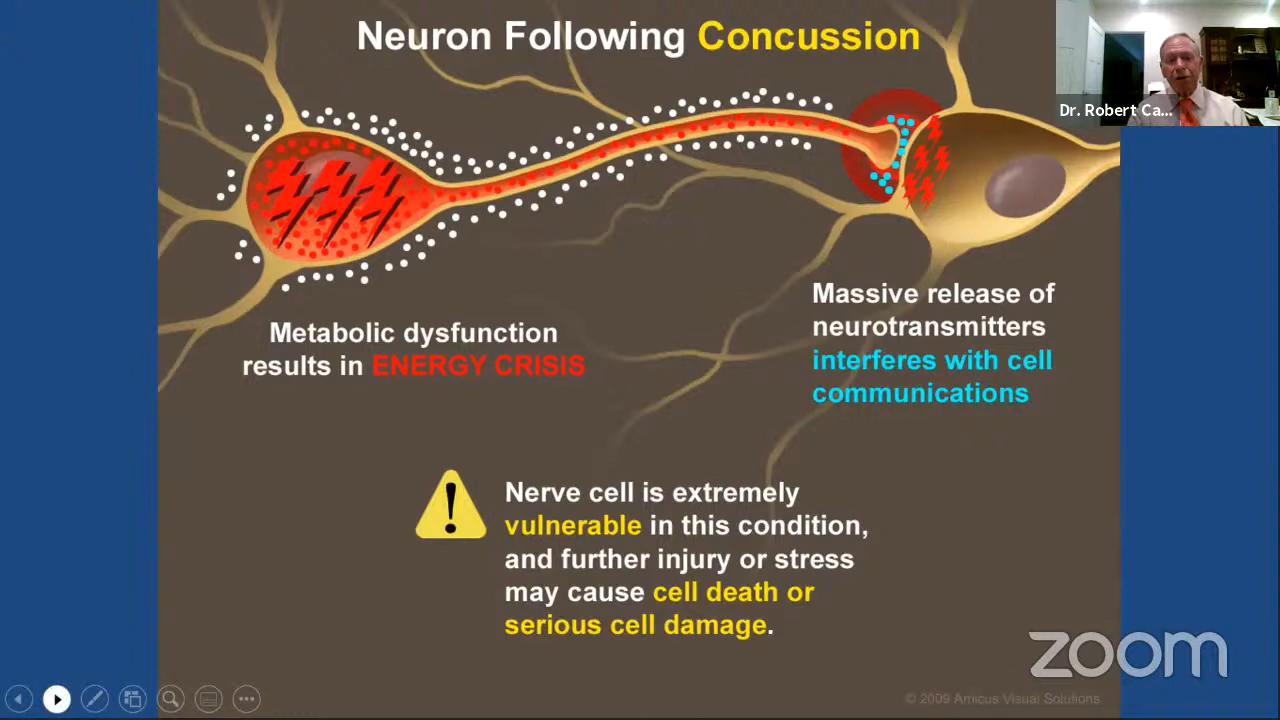 Neuron Following Concussion
Dr. Robert Ca...
Metabolic dysfunction
results in ENERGY CRISIS
Massive release of
neurotransmitters
interferes with cell
communications
!
Nerve cell is extremely
vulnerable in this condition,
and further injury or stress
may cause cell death or
serious cell damage.
zoom
© 2009 Amicus Visual Solutions